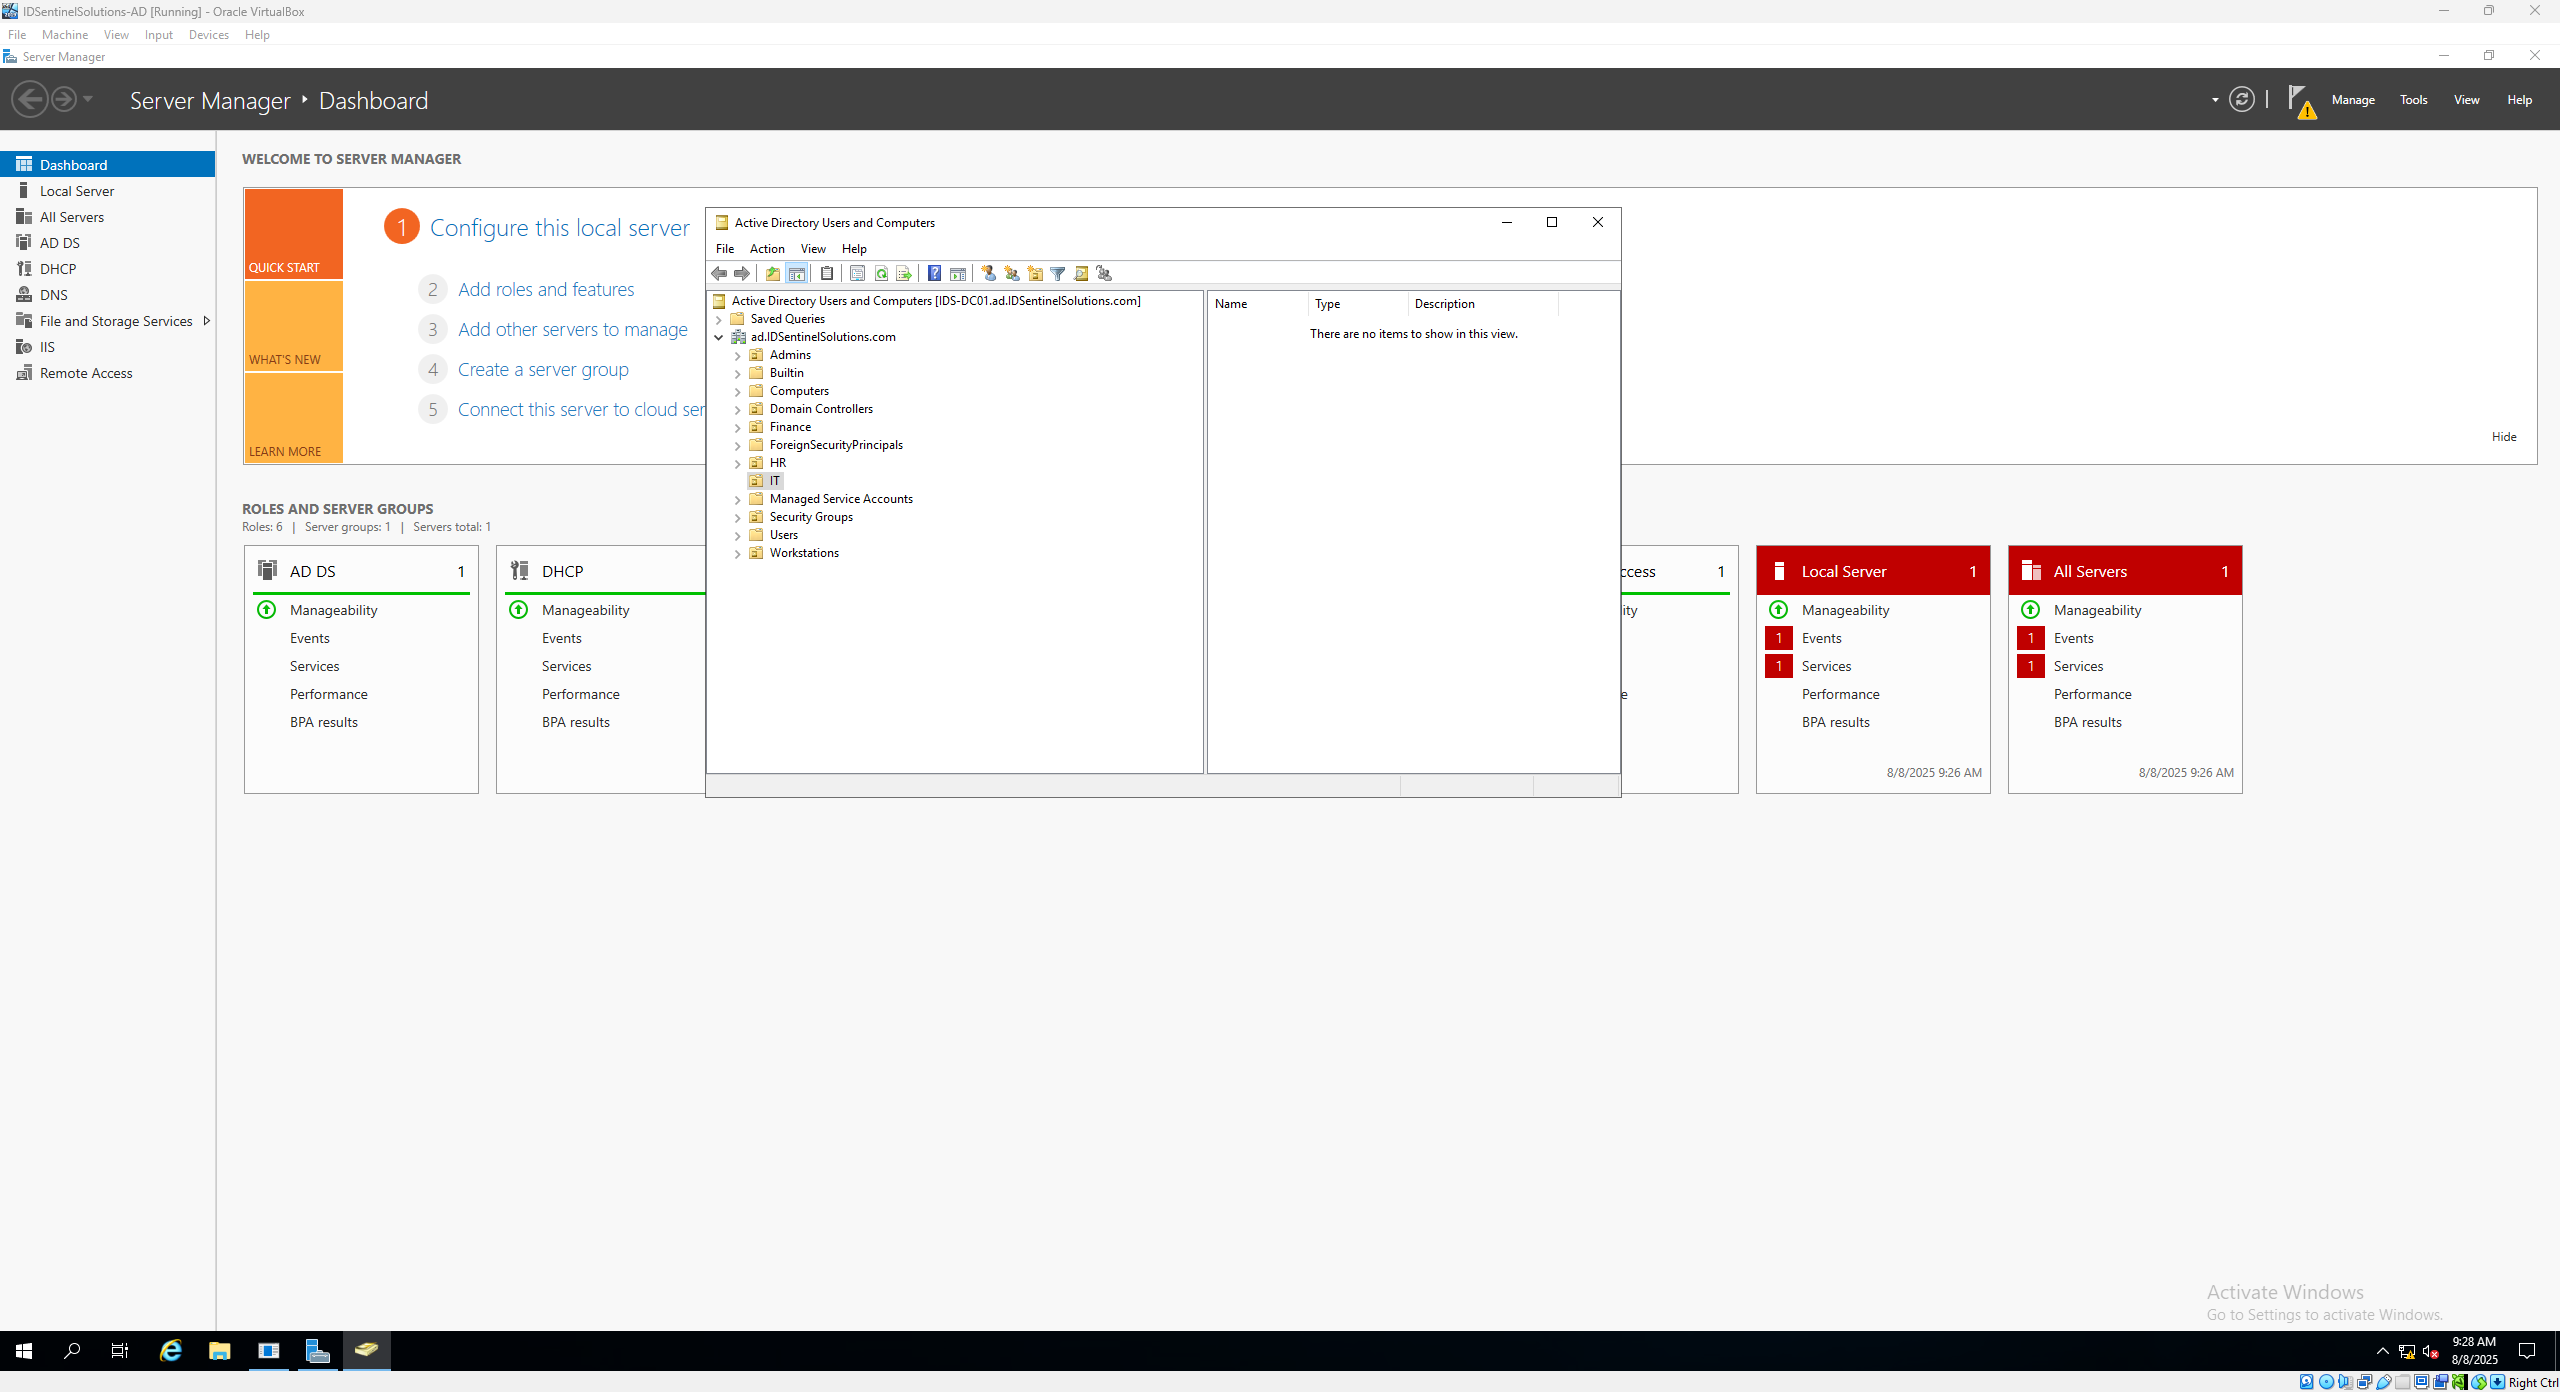 IDSentinelSolutions-AD [Running] - Oracle VirtualBox
File Machine View Input Devices Help
Server Manager
Server Manager Dashboard
Manage Tools View Help
Dashboard
Local Server
All Servers
AD DS
DHCP
DNS
File and Storage Services
IIS
Remote Access
WELCOME TO SERVER MANAGER
QUICK START
WHAT'S NEW
LEARN MORE
1 Configure this local server
2 Add roles and features
3 Add other servers to manage
4 Create a server group
5 Connect this server to cloud ser
Hide
Active Directory Users and Computers
File Action View Help
Active Directory Users and Computers [IDS-DC01.ad.IDSentinelSolutions.com]
Saved Queries
ad.IDSentinelSolutions.com
Admins
Builtin
Computers
Domain Controllers
Finance
ForeignSecurityPrincipals
HR
IT
Managed Service Accounts
Security Groups
Users
Workstations
Name Type Description
There are no items to show in this view.
ROLES AND SERVER GROUPS
Roles: 6 | Server groups: 1 | Servers total: 1
AD DS 1
Manageability
Events
Services
Performance
BPA results
DHCP
Manageability
Events
Services
Performance
BPA results
ccess 1
ity
e
Local Server 1
Manageability
1 Events
1 Services
Performance
BPA results
8/8/2025 9:26 AM
All Servers 1
Manageability
1 Events
1 Services
Performance
BPA results
8/8/2025 9:26 AM
Activate Windows
Go to Settings to activate Windows.
9:28 AM
8/8/2025
Right Ctrl